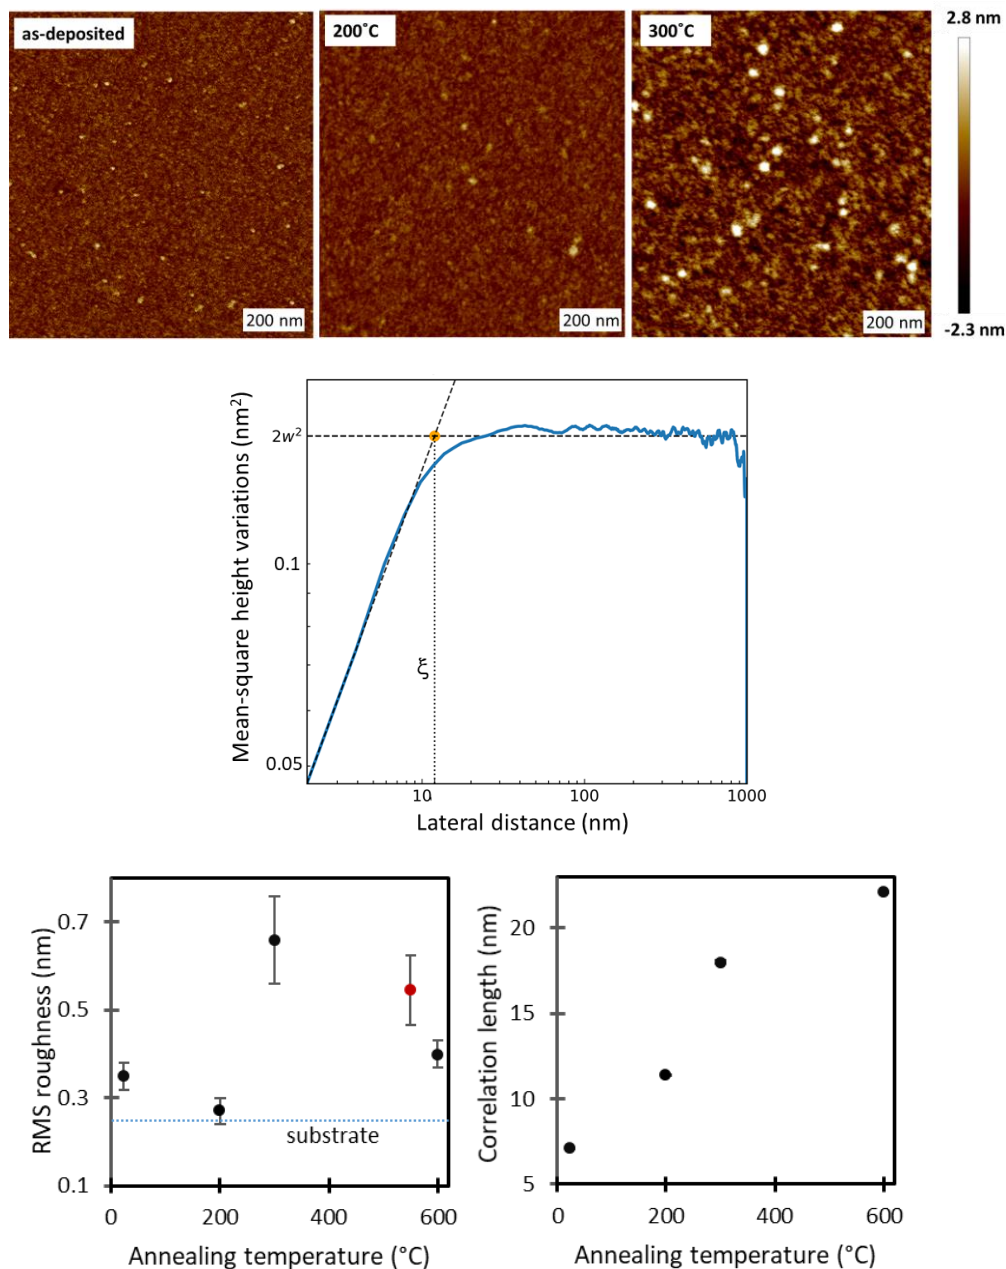 as-deposited
200˚C
300˚C
2.8 nm
200 nm
200 nm
200 nm
-2.3 nm
Mean-square height variations (nm²)
2w²
0.1
0.05
ξ
10
100
1000
Lateral distance (nm)
RMS roughness (nm)
0.7
0.5
0.3
0.1
substrate
0
200
400
600
Annealing temperature (°C)
Correlation length (nm)
20
15
10
5
0
200
400
600
Annealing temperature (°C)